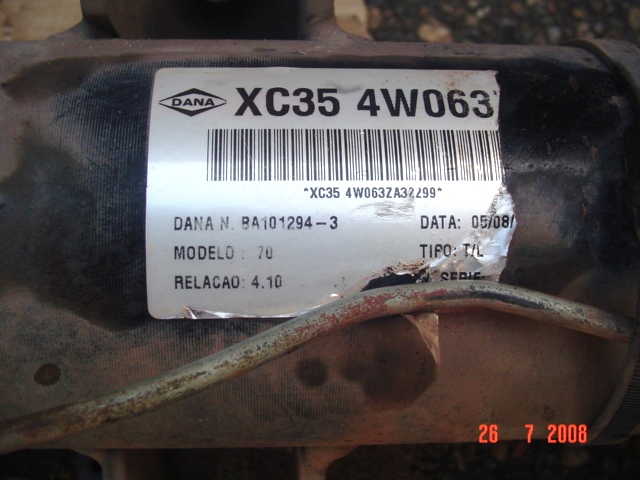 DANA XC35 4W063
*XC35 4W063ZA32299*
DANA N. BA101294-3 DATA: 05/08/
MODELO: 70 TIPO: T/L
RELACAO: 4.10 SERIE
26 7 2008